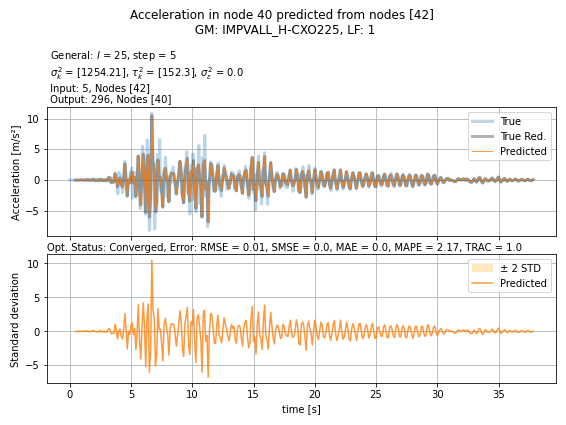 Acceleration in node 40 predicted from nodes [42]
GM: IMPVALL_H-CXO225, LF: 1
General: l = 25, step = 5
σ²ₖ = [1254.21], τ²ₖ = [152.3], σ²ε = 0.0
Input: 5, Nodes [42]
Output: 296, Nodes [40]
10
5
0
−5
Acceleration [m/s²]
True
True Red.
Predicted
Opt. Status: Converged, Error: RMSE = 0.01, SMSE = 0.0, MAE = 0.0, MAPE = 2.17, TRAC = 1.0
10
5
0
−5
Standard deviation
± 2 STD
Predicted
0 5 10 15 20 25 30 35
time [s]